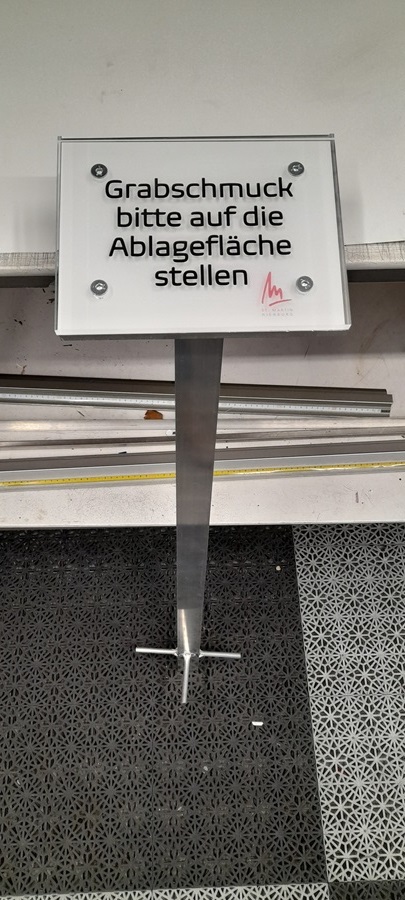 Grabschmuck
bitte auf die
Ablagefläche
stellen